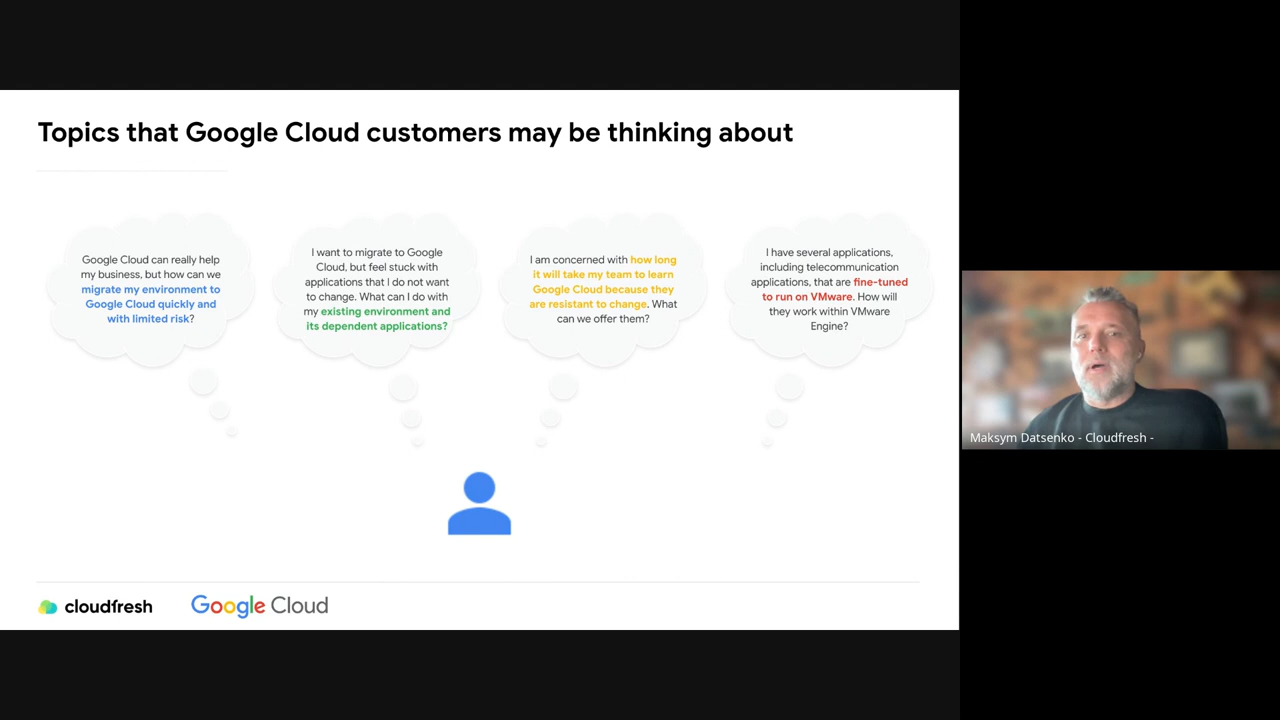 Topics that Google Cloud customers may be thinking about
Google Cloud can really help
my business, but how can we
migrate my environment to
Google Cloud quickly and
with limited risk?
I want to migrate to Google
Cloud, but feel stuck with
applications that I do not want
to change. What can I do with
my existing environment and
its dependent applications?
I am concerned with how long
it will take my team to learn
Google Cloud because they
are resistant to change. What
can we offer them?
I have several applications,
including telecommunication
applications, that are fine-tuned
to run on VMware. How will
they work within VMware
Engine?
cloudfresh
Google Cloud
Maksym Datsenko - Cloudfresh -